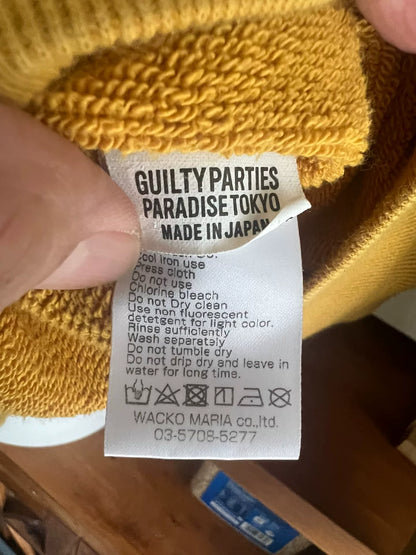 GUILTY PARTIES
PARADISE TOKYO
MADE IN JAPAN
Cool iron use
Press cloth
Do not use
Chlorine bleach
Do not Dry clean
Use non fluorescent
detetgent for light color.
Rinse sufficiently
Wash separately
Do not tumble dry
Do not drip dry and leave in
water for long time.
WACKO MARIA co.,ltd.
03-5708-5277